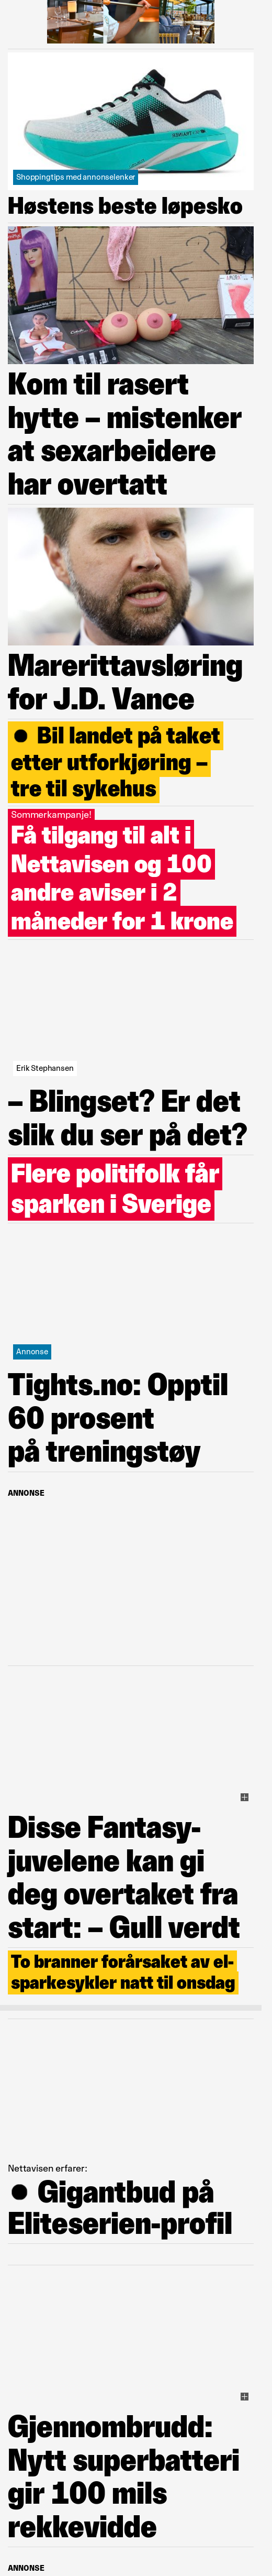 Shoppingtips med annonselenker
Høstens beste løpesko
KNULLE?
Kom til rasert
hytte – mistenker
at sexarbeidere
har overtatt
Marerittavsløring
for J.D. Vance
● Bil landet på taket
etter utforkjøring –
tre til sykehus
Sommerkampanje!
Få tilgang til alt i
Nettavisen og 100
andre aviser i 2
måneder for 1 krone
Erik Stephansen
– Blingset? Er det
slik du ser på det?
Flere politifolk får
sparken i Sverige
Annonse
Tights.no: Opptil
60 prosent
på treningstøy
ANNONSE
Disse Fantasy-
juvelene kan gi
deg overtaket fra
start: – Gull verdt
To branner forårsaket av el-
sparkesykler natt til onsdag
Nettavisen erfarer:
● Gigantbud på
Eliteserien-profil
Gjennombrudd:
Nytt superbatteri
gir 100 mils
rekkevidde
ANNONSE